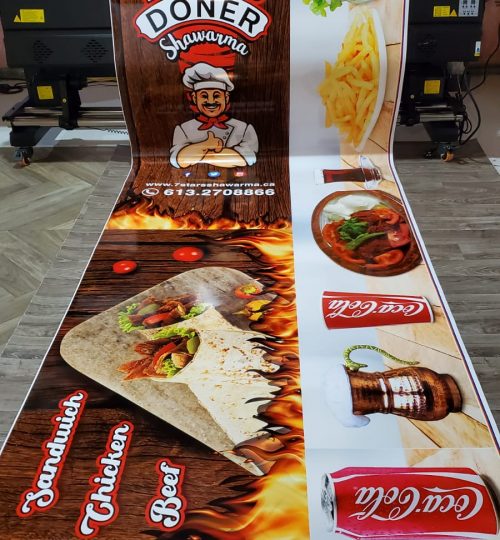 DONER
Shawarma
www.7starsshawarma.ca
613.2708866
Sandwich
Chicken
Beef
Coca-Cola
Coca-Cola